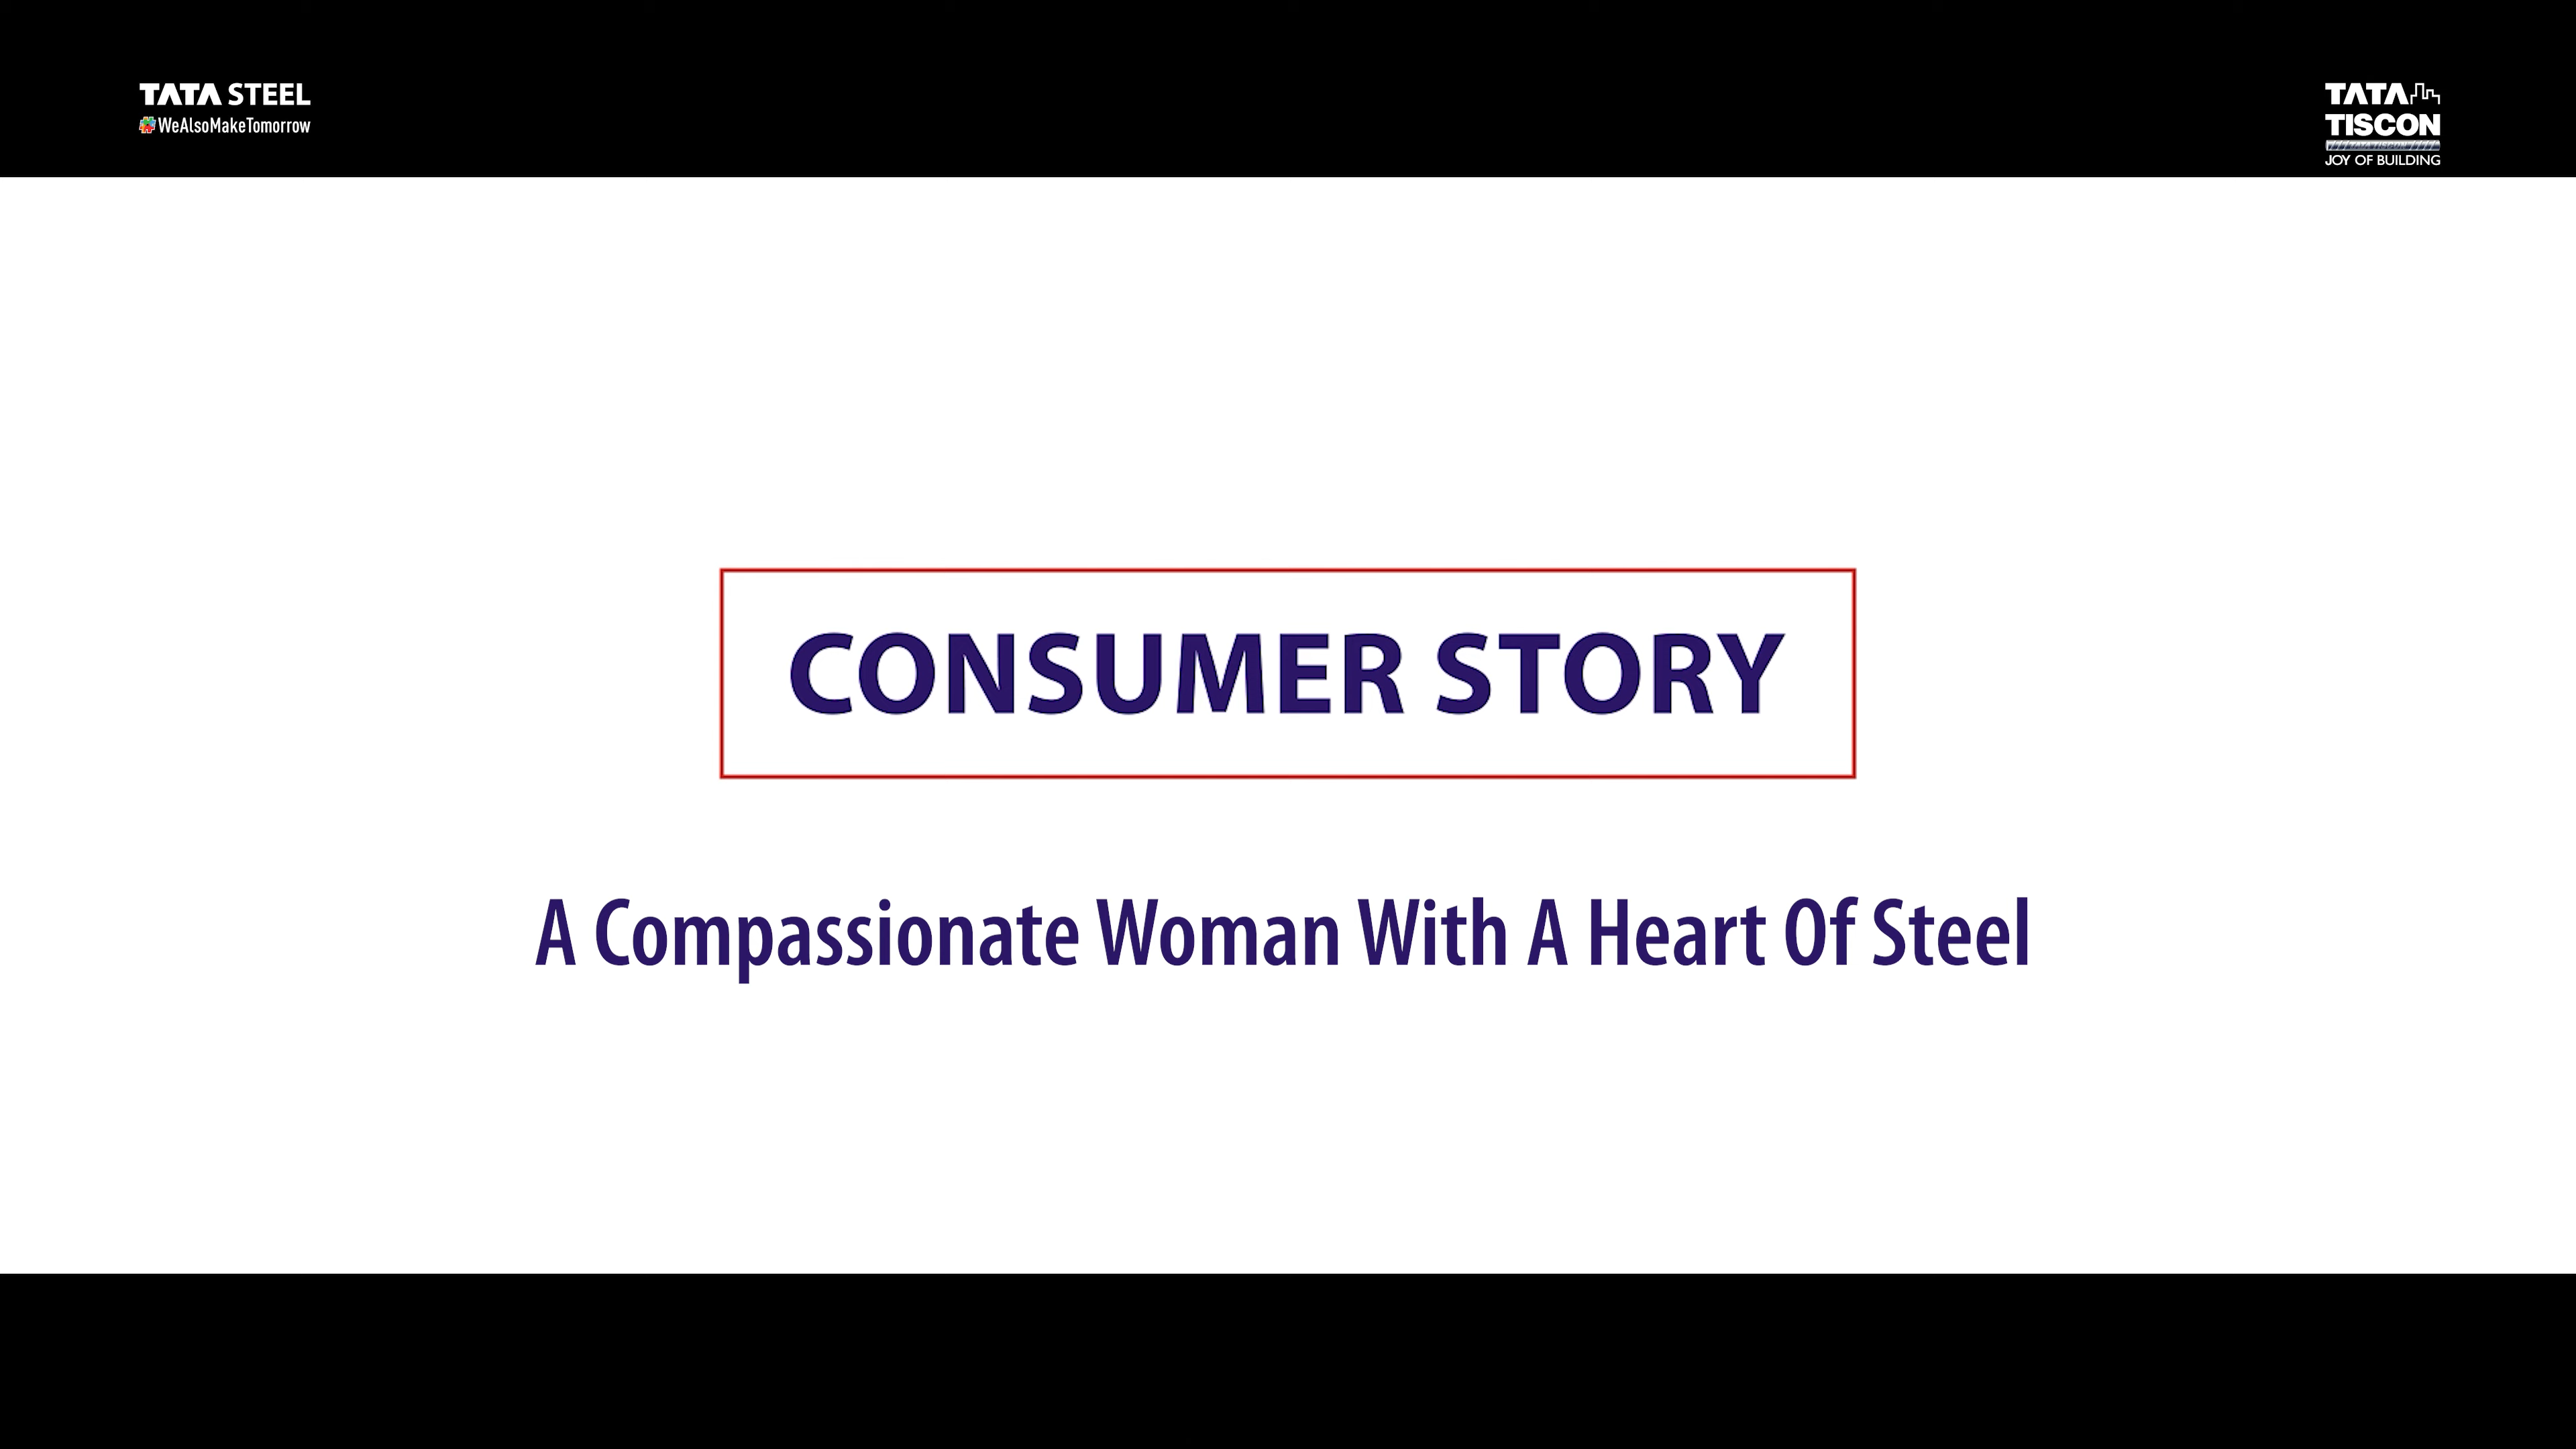 TATA STEEL
#WeAlsoMakeTomorrow
TATA
TISCON
JOY OF BUILDING
CONSUMER STORY
A Compassionate Woman With A Heart Of Steel